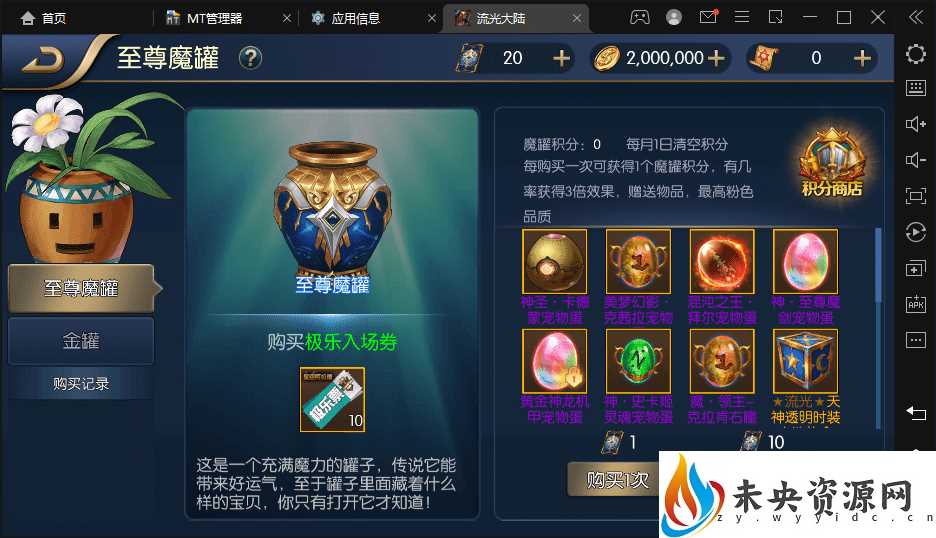 首页
MT管理器
应用信息
流光大陆
至尊魔罐
?
20
2,000,000
0
魔罐积分：0 每月1日清空积分
每购买一次可获得1个魔罐积分，有几
率获得3倍效果，赠送物品，最高粉色
品质
积分商店
至尊魔罐
金罐
购买记录
至尊魔罐
购买极乐入场券
极乐票
10
这是一个充满魔力的罐子，传说它能
带来好运气，至于罐子里面藏着什么
样的宝贝，你只有打开它才知道！
神圣·卡德
蒙宠物蛋
美梦幻影·
克茜拉宠物
混沌之王·
拜尔宠物蛋
神·至尊魔
剑宠物蛋
黄金神龙机
甲宠物蛋
神·史卡姬
灵魂宠物蛋
魔·领主-
克拉肯石瞳
★流光★天
神透明时装
1
10
购买1次
APK
未央资源网
zy.wyyidc.cn